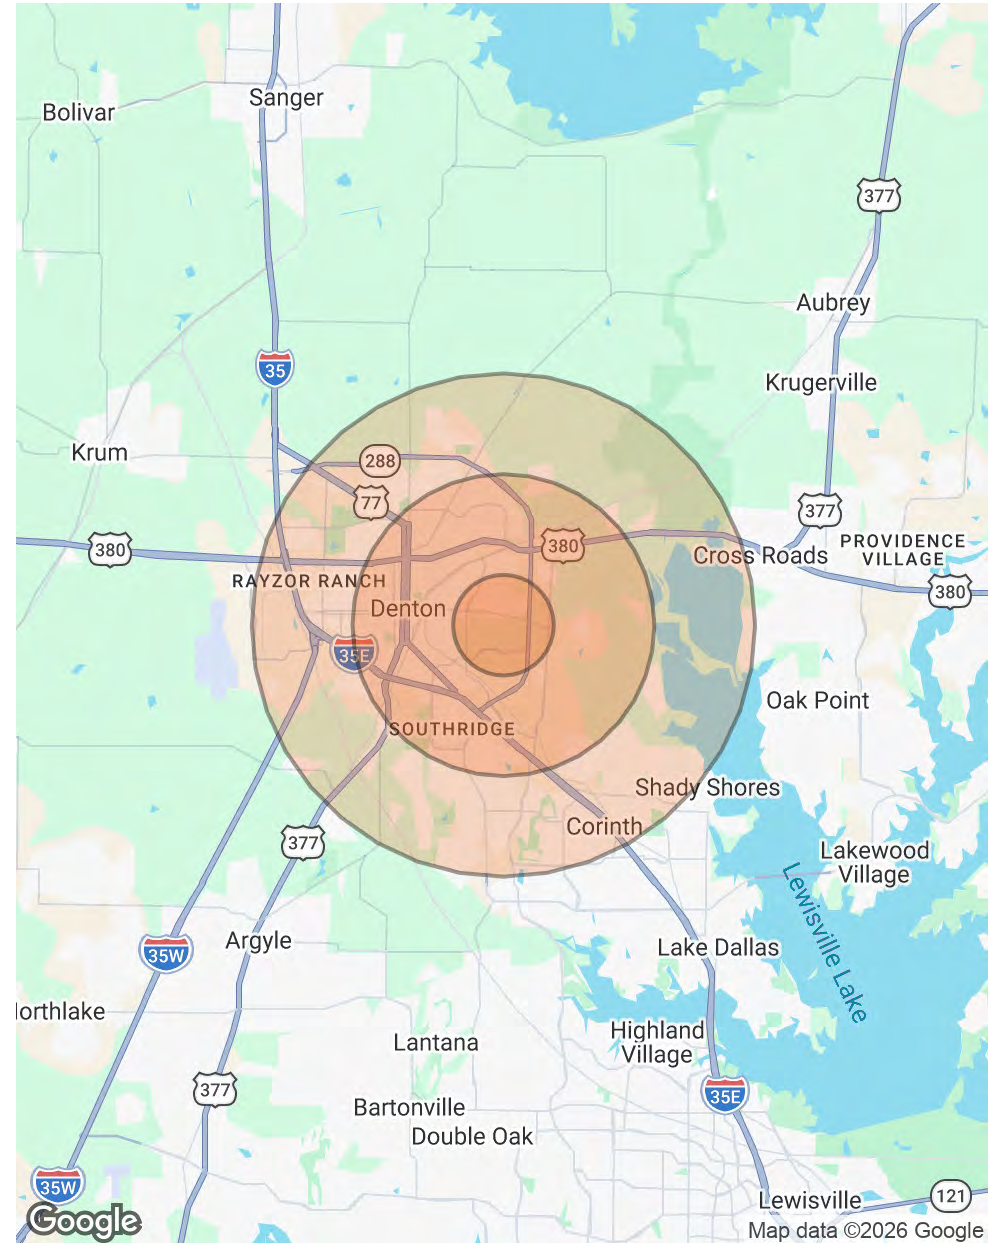 Sanger
Bolivar
377
Aubrey
35
Krugerville
Krum
288
77
377
380
380
Cross Roads
PROVIDENCE
VILLAGE
RAYZOR RANCH
380
Denton
35E
Oak Point
SOUTHRIDGE
Shady Shores
Corinth
377
Lakewood
Village
Lewisville Lake
Argyle
35W
Lake Dallas
lorthlake
Highland
Village
Lantana
377
35E
Bartonville
Double Oak
35W
Lewisville
121
Google
Map data ©2026 Google